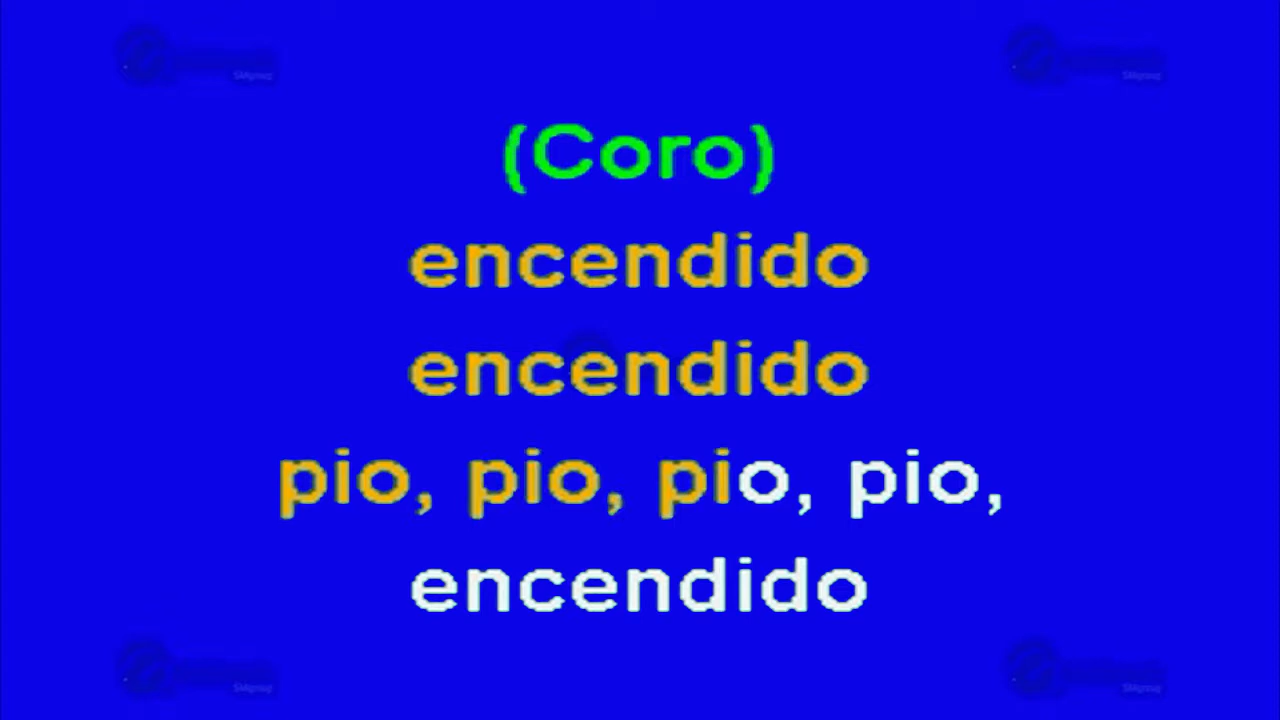 (Coro)
encendido
encendido
pio, pio, pio, pio,
encendido